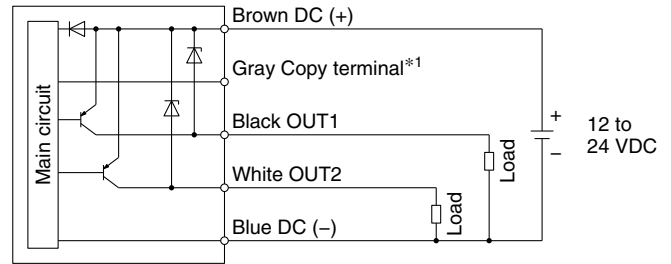 Brown DC (+)
Gray Copy terminal*1
Main circuit
Black OUT1
White OUT2
Blue DC (−)
Load
Load
+
−
12 to
24 VDC